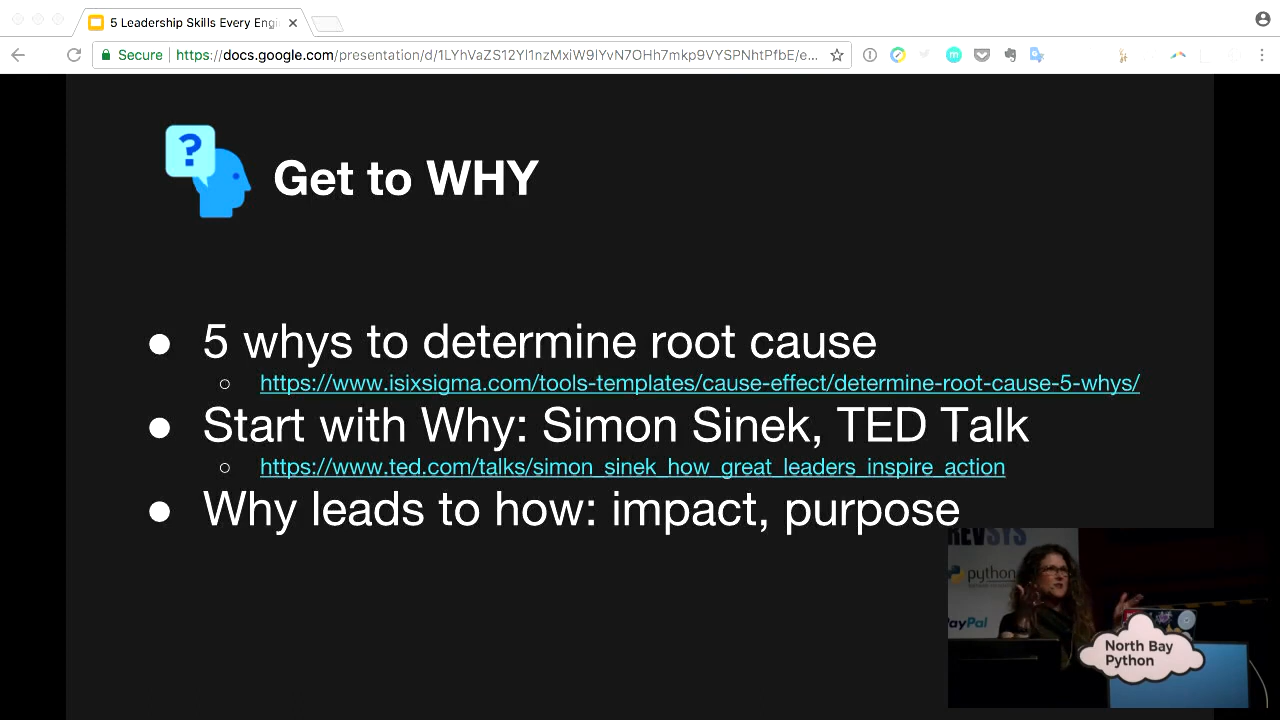 5 Leadership Skills Every Engi
Secure
https://docs.google.com/presentation/d/1LYhVaZS12Yl1nzMxiW9lYvN7OHh7mkp9VYSPNhtPfbE/e...
?
Get to WHY
● 5 whys to determine root cause
○ https://www.isixsigma.com/tools-templates/cause-effect/determine-root-cause-5-whys/
● Start with Why: Simon Sinek, TED Talk
○ https://www.ted.com/talks/simon_sinek_how_great_leaders_inspire_action
● Why leads to how: impact, purpose
REVSYS
python
PayPal
North Bay
Python